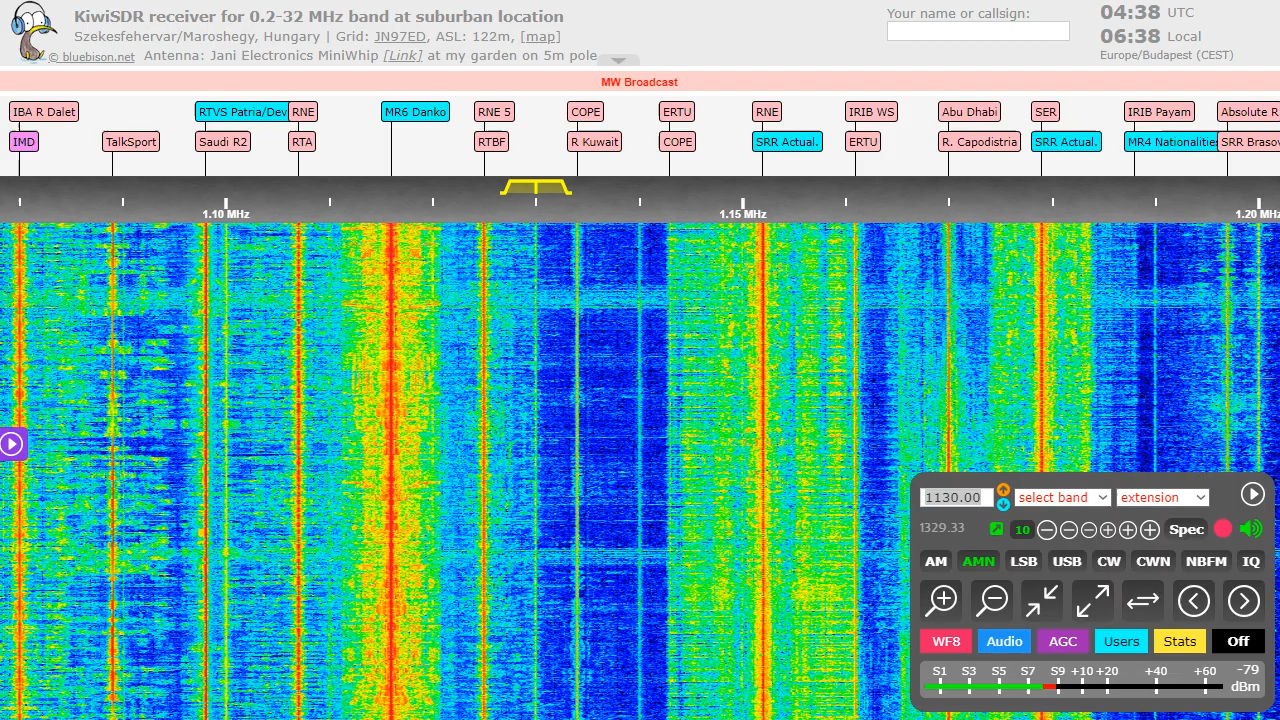 KiwiSDR receiver for 0.2-32 MHz band at suburban location
Szekesfehervar/Maroshegy, Hungary | Grid: JN97ED, ASL: 122m, [map]
© bluebison.net Antenna: Jani Electronics MiniWhip [Link] at my garden on 5m pole
Your name or callsign:
04:38 UTC
06:38 Local
Europe/Budapest (CEST)
MW Broadcast
IBA R Dalet RTVS Patria/Dev RNE MR6 Danko RNE 5 COPE ERTU RNE IRIB WS Abu Dhabi SER IRIB Payam Absolute R
IMD TalkSport Saudi R2 RTA RTBF R Kuwait COPE SRR Actual. ERTU R. Capodistria SRR Actual. MR4 Nationalities SRR Brasov
1.10 MHz 1.15 MHz 1.20 MHz
1130.00 select band extension
1329.33 10 Spec
AM AMN LSB USB CW CWN NBFM IQ
WF8 Audio AGC Users Stats Off
S1 S3 S5 S7 S9 +10 +20 +40 +60 -79
dBm